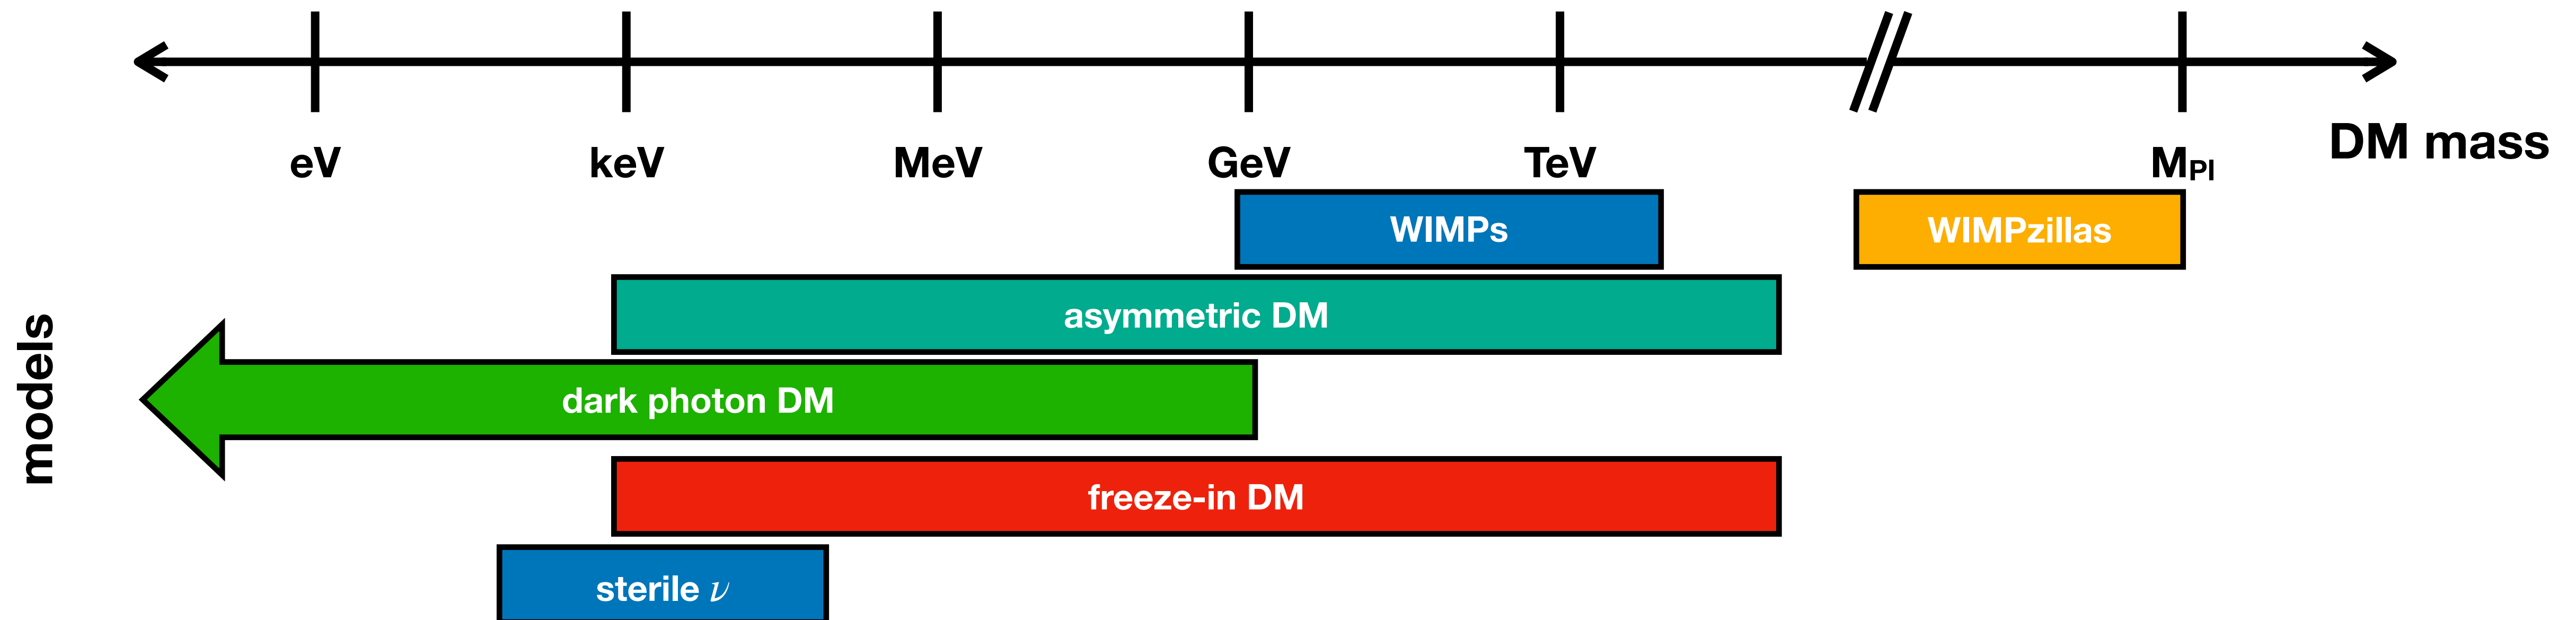 eV keV MeV GeV TeV M_Pl
DM mass
WIMPs WIMPzillas
asymmetric DM
models
dark photon DM
freeze-in DM
sterile ν